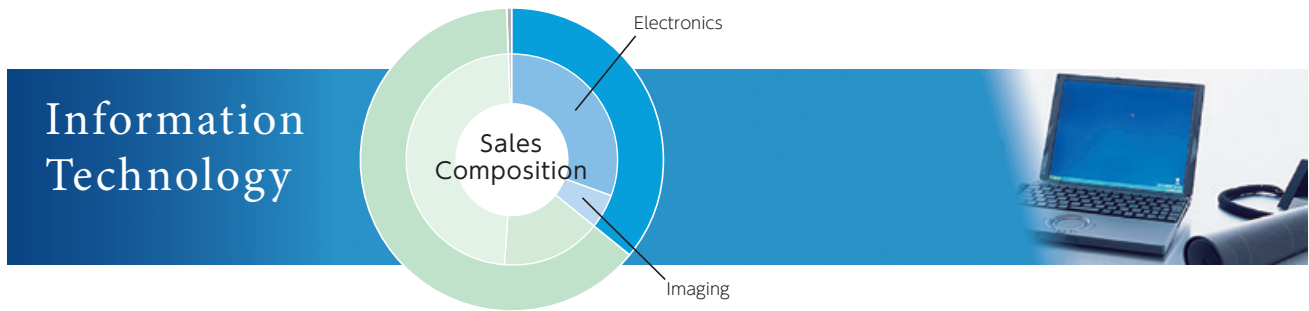 Electronics
Information
Technology
Sales
Composition
Imaging